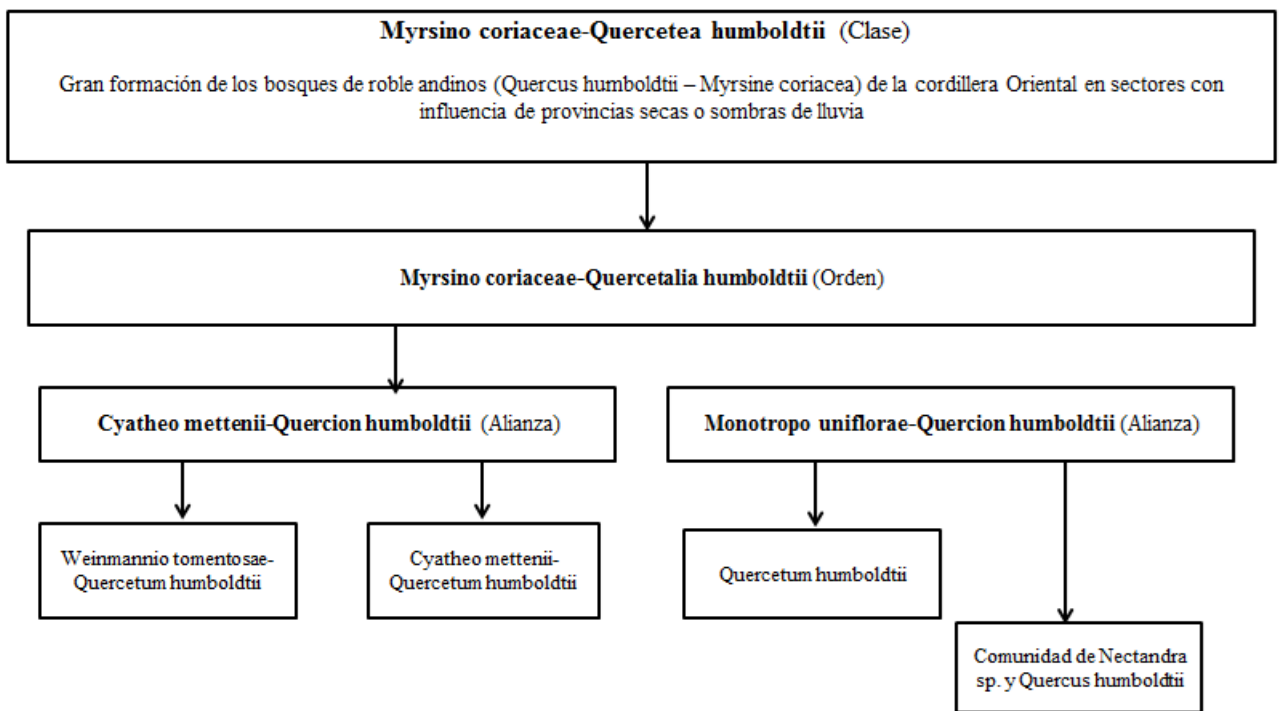 Myrsino coriaceae-Quercetea humboldtii (Clase)
Gran formación de los bosques de roble andinos (Quercus humboldtii – Myrsine coriacea) de la cordillera Oriental en sectores con
influencia de provincias secas o sombras de lluvia
Myrsino coriaceae-Quercetalia humboldtii (Orden)
Cyatheo mettenii-Quercion humboldtii (Alianza)
Monotropo uniflorae-Quercion humboldtii (Alianza)
Weinmannio tomentosae-
Quercetum humboldtii
Cyatheo mettenii-
Quercetum humboldtii
Quercetum humboldtii
Comunidad de Nectandra
sp. y Quercus humboldtii